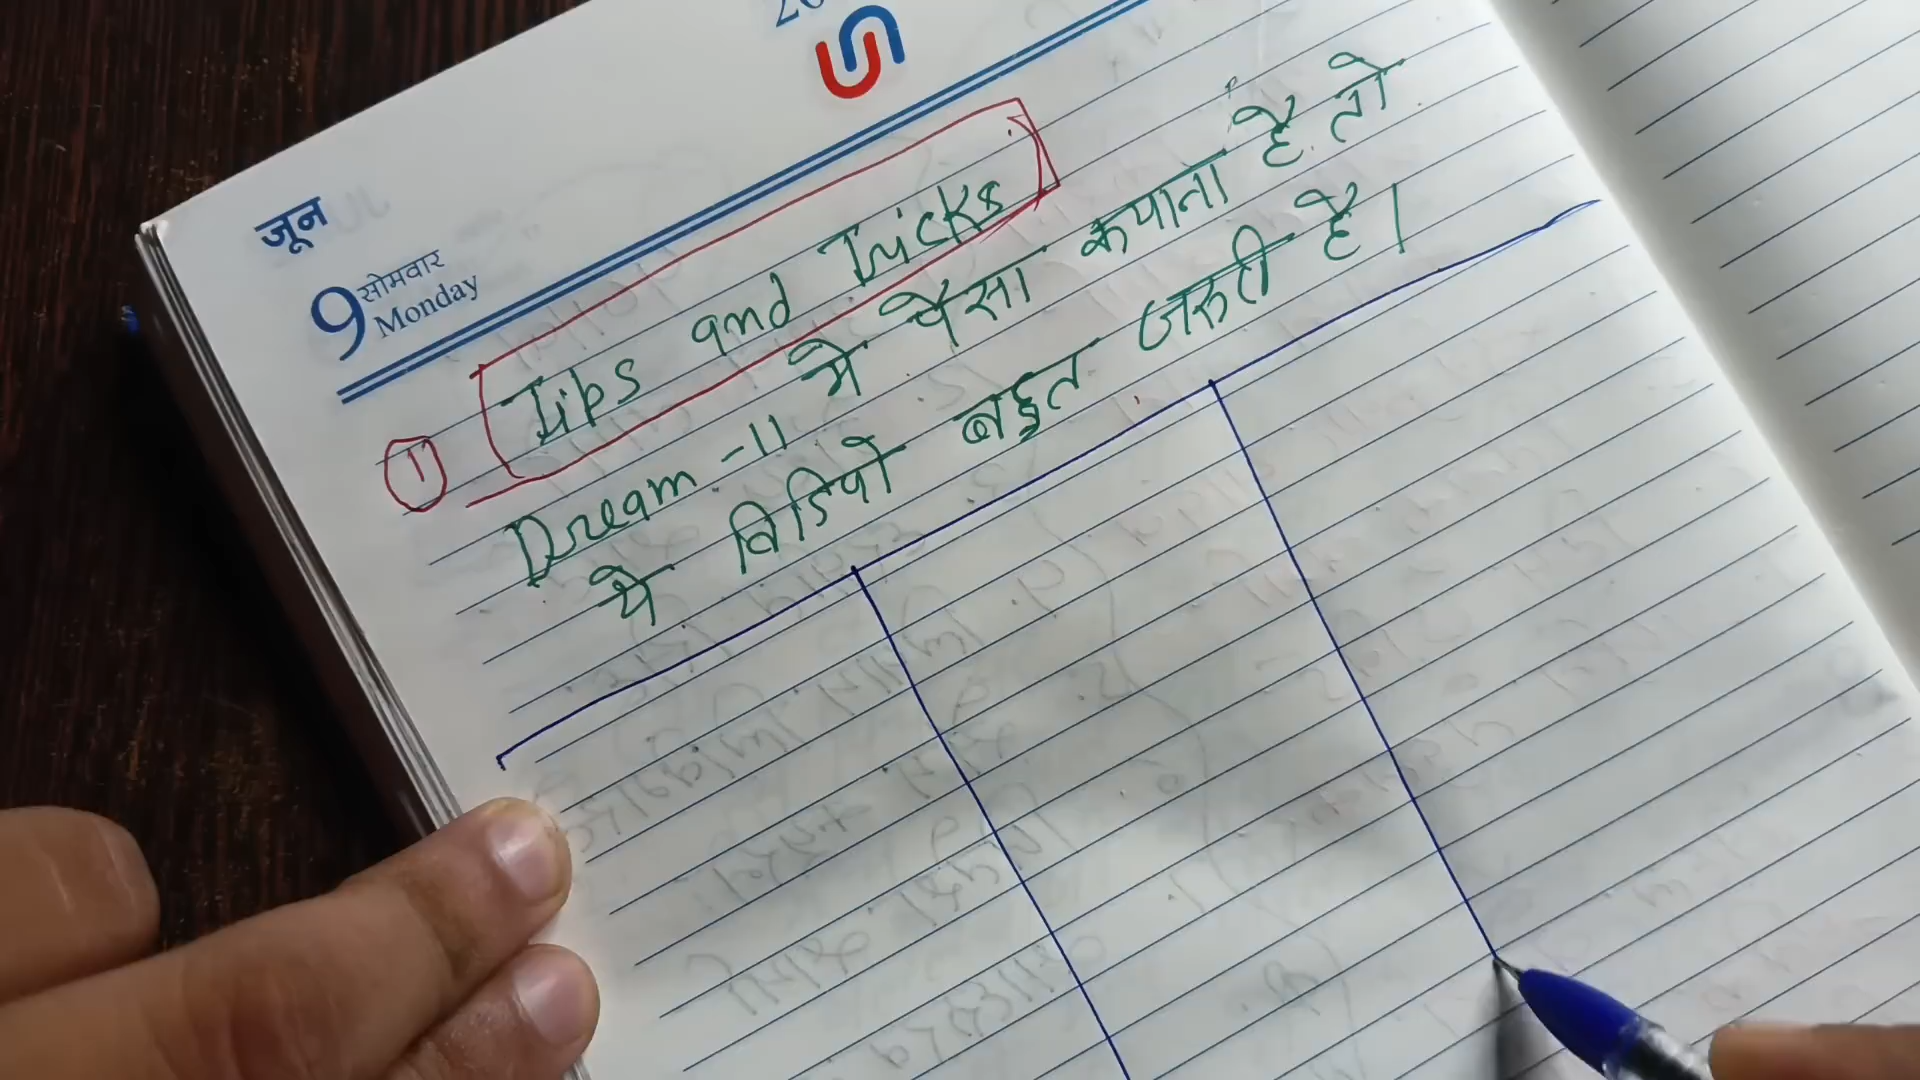 जून
9 सोमवार
Monday
① Tips and Tricks
Dream-11 मे पैसा कमाना है तो
ये विडियो बहुत जरुरी है।